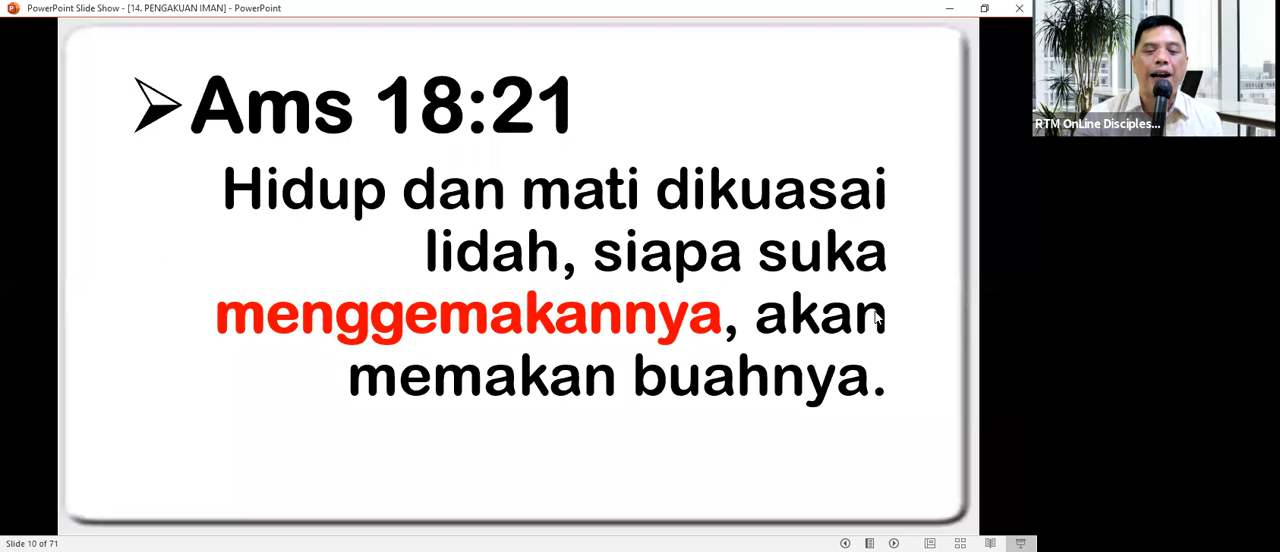 PowerPoint Slide Show - [14. PENGAKUAN IMAN] - PowerPoint
Ams 18:21
Hidup dan mati dikuasai
lidah, siapa suka
menggemakannya, akan
memakan buahnya.
RTM OnLine Disciples...
Slide 10 of 71